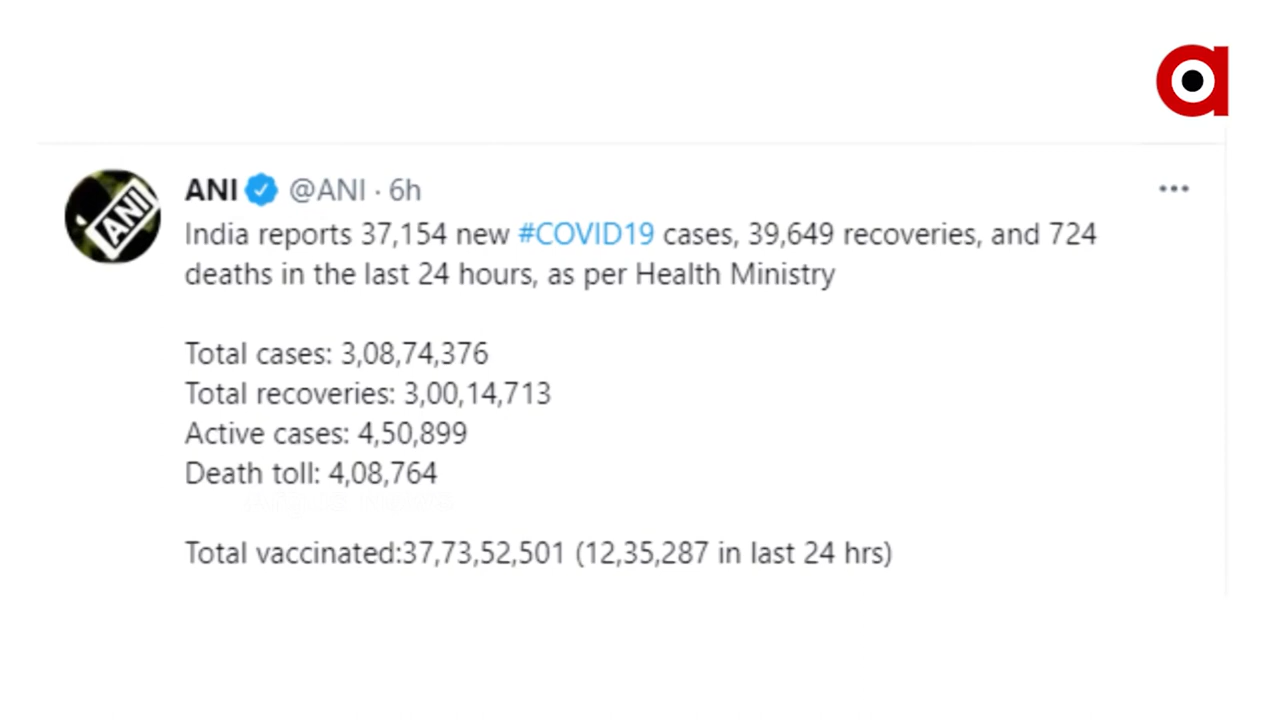 ANI @ANI · 6h
India reports 37,154 new #COVID19 cases, 39,649 recoveries, and 724
deaths in the last 24 hours, as per Health Ministry
Total cases: 3,08,74,376
Total recoveries: 3,00,14,713
Active cases: 4,50,899
Death toll: 4,08,764
Total vaccinated:37,73,52,501 (12,35,287 in last 24 hrs)